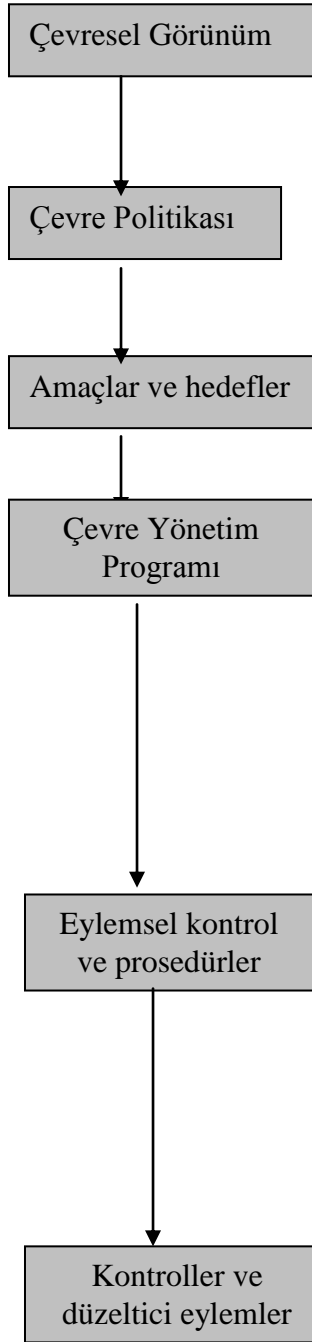 Çevresel Görünüm
Çevre Politikası
Amaçlar ve hedefler
Çevre Yönetim
Programı
Eylemsel kontrol
ve prosedürler
Kontroller ve
düzeltici eylemler